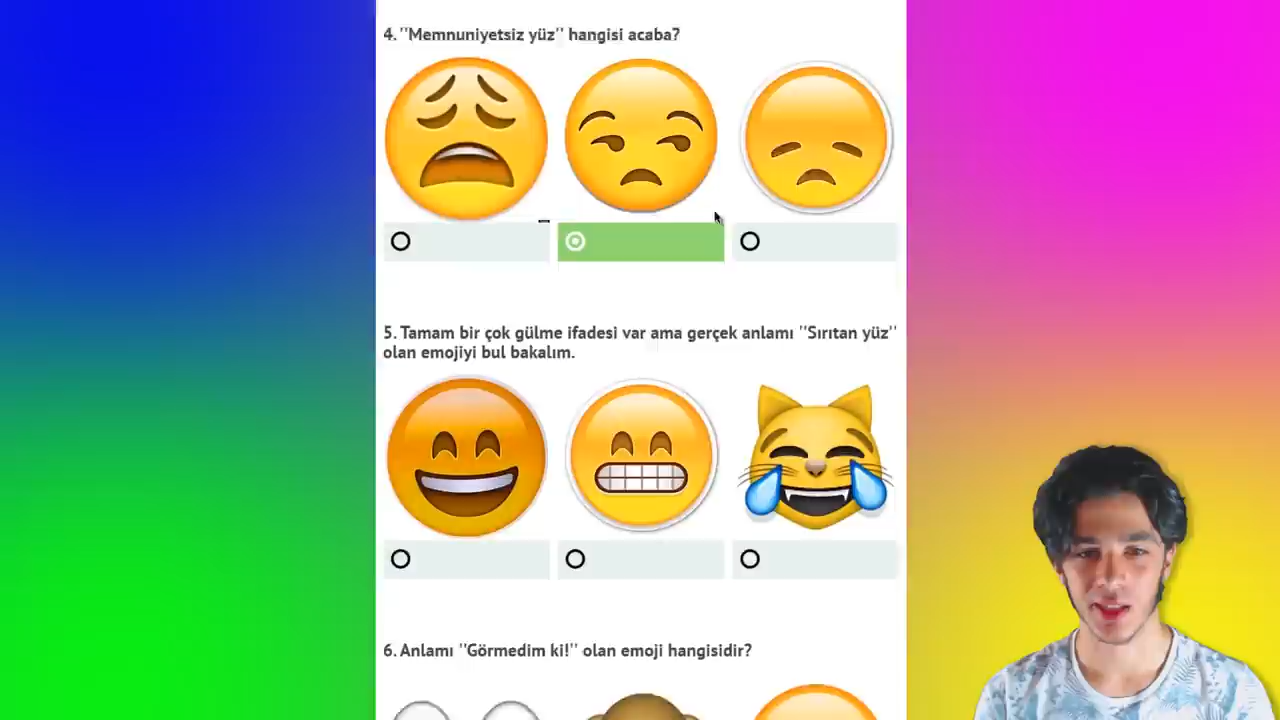 4. ''Memnuniyetsiz yüz'' hangisi acaba?
5. Tamam bir çok gülme ifadesi var ama gerçek anlamı ''Sırıtan yüz''
olan emojiyi bul bakalım.
6. Anlamı ''Görmedim ki!'' olan emoji hangisidir?